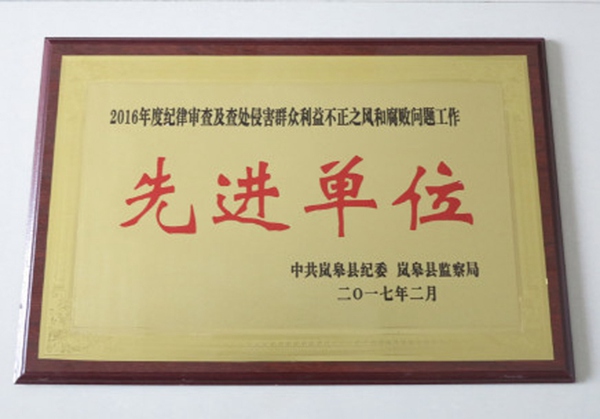 2016年度纪律审查及查处侵害群众利益不正之风和腐败问题工作
先进单位
中共岚皋县纪委 岚皋县监察局
二〇一七年二月